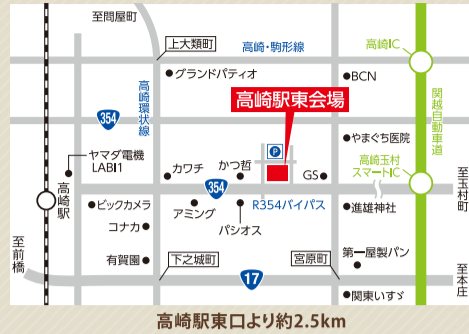 至問屋町
上大類町
高崎・駒形線
高崎IC
グランドパティオ
BCN
高崎駅東会場
高崎環状線
関越自動車道
354
P
やまぐち医院
ヤマダ電機
LABI1
カワチ
かつ哲
GS
高崎玉村
スマートIC
354
至玉村町
高崎駅
ビックカメラ
アミング
R354バイパス
進雄神社
コナカ
パシオス
至前橋
有賀園
下之城町
17
宮原町
第一屋製パン
至本庄
関東いすゞ
高崎駅東口より約2.5km